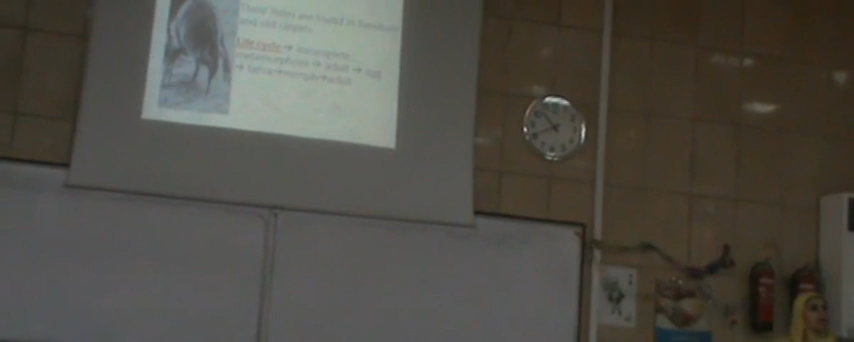 These mites are found in furniture
and old carpets
Life cycle → incomplete
metamorphosis → adult → egg
→ larva→nymph→adult